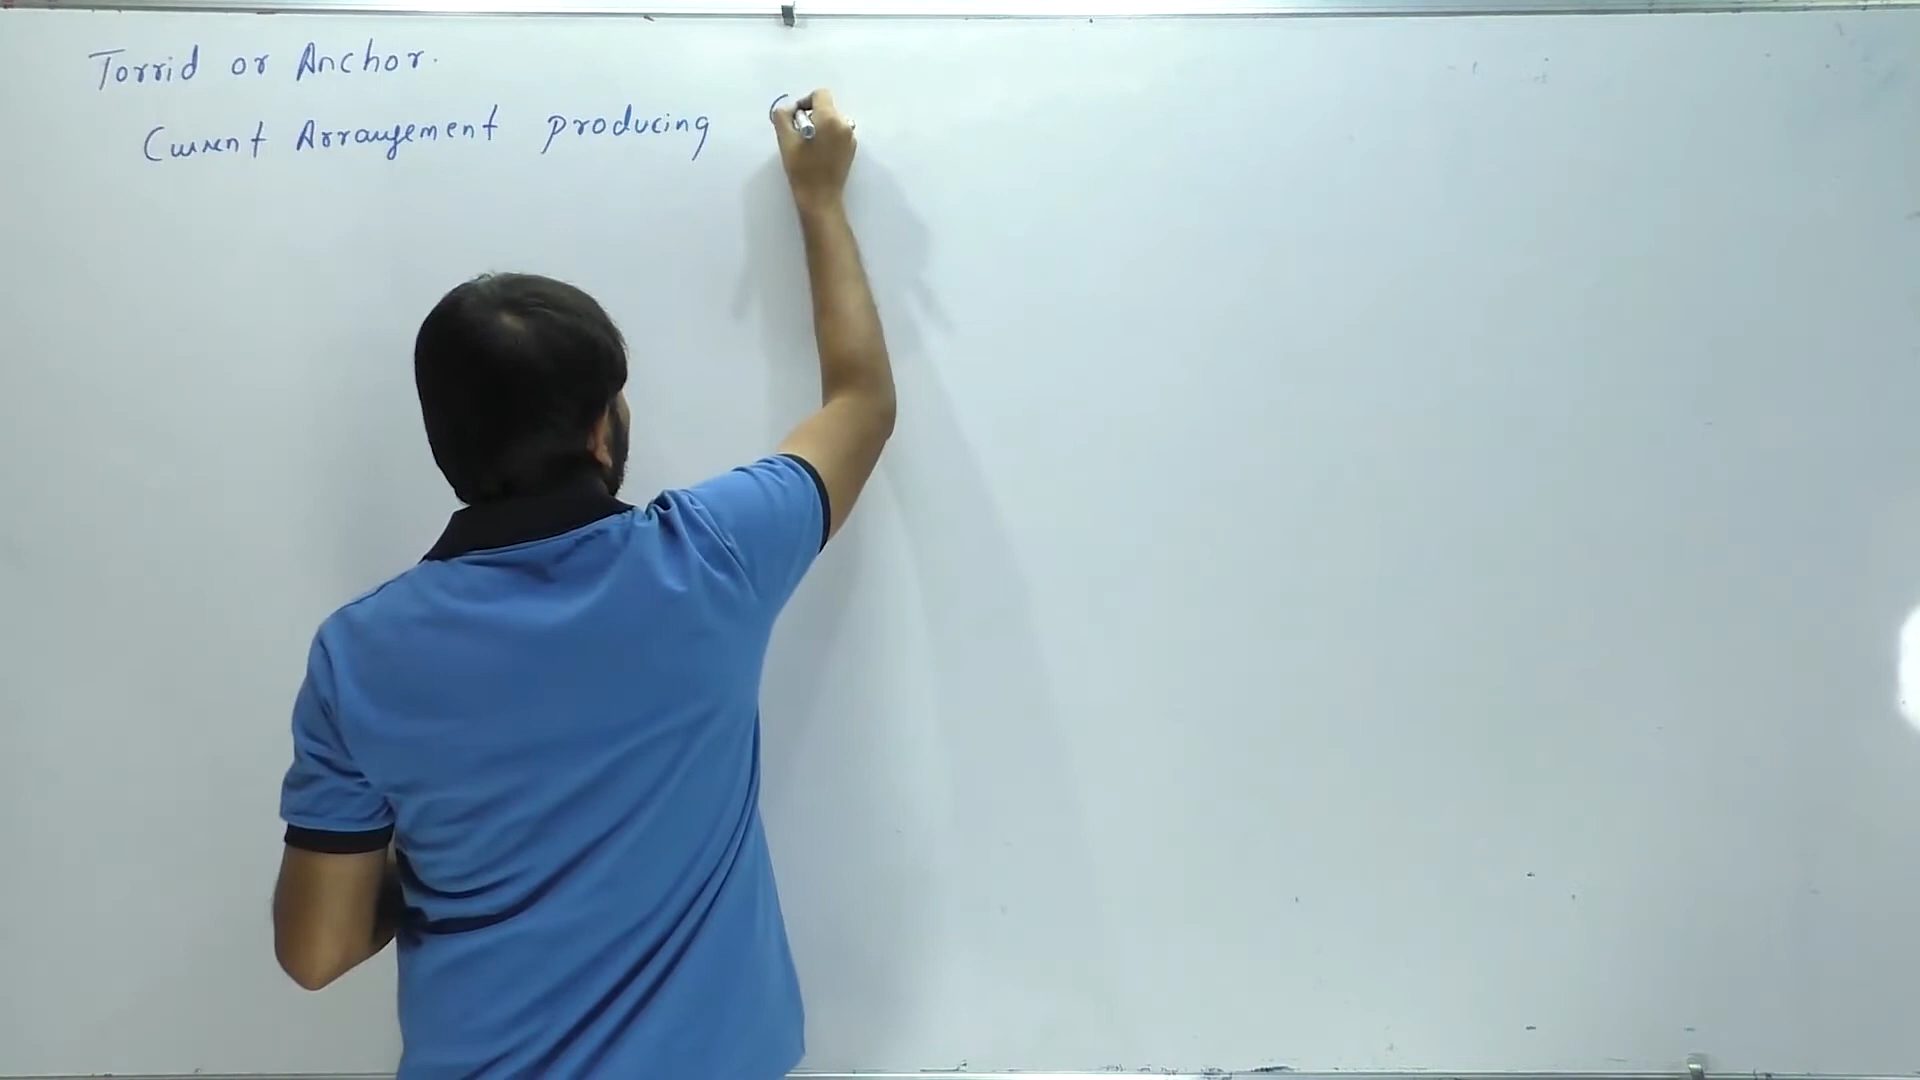 Torrid or Anchor.
Current Arrangement producing